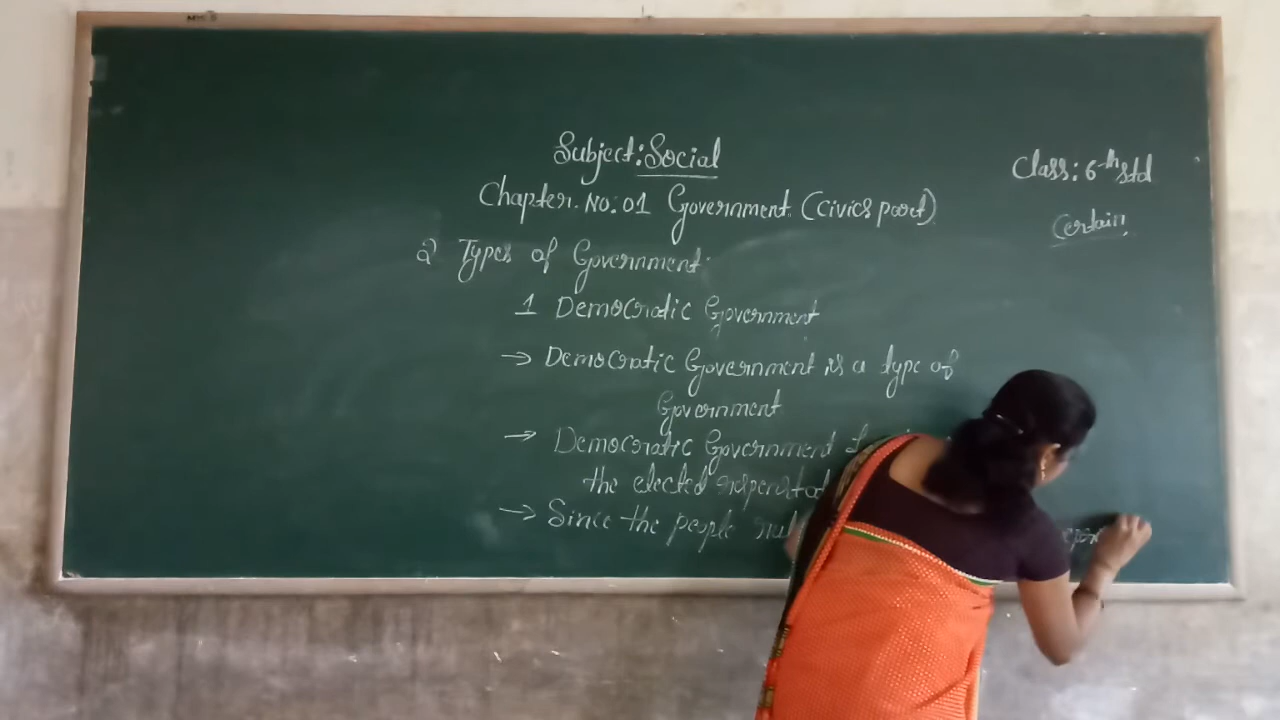 Subject: Social
Class: 6th std
Chapter. No: 01 Government (civics part)
Certain
2 Types of Government:
1 Democratic Government
→ Democratic Government is a type of
Government
→ Democratic Government
the elected
→ Since the people